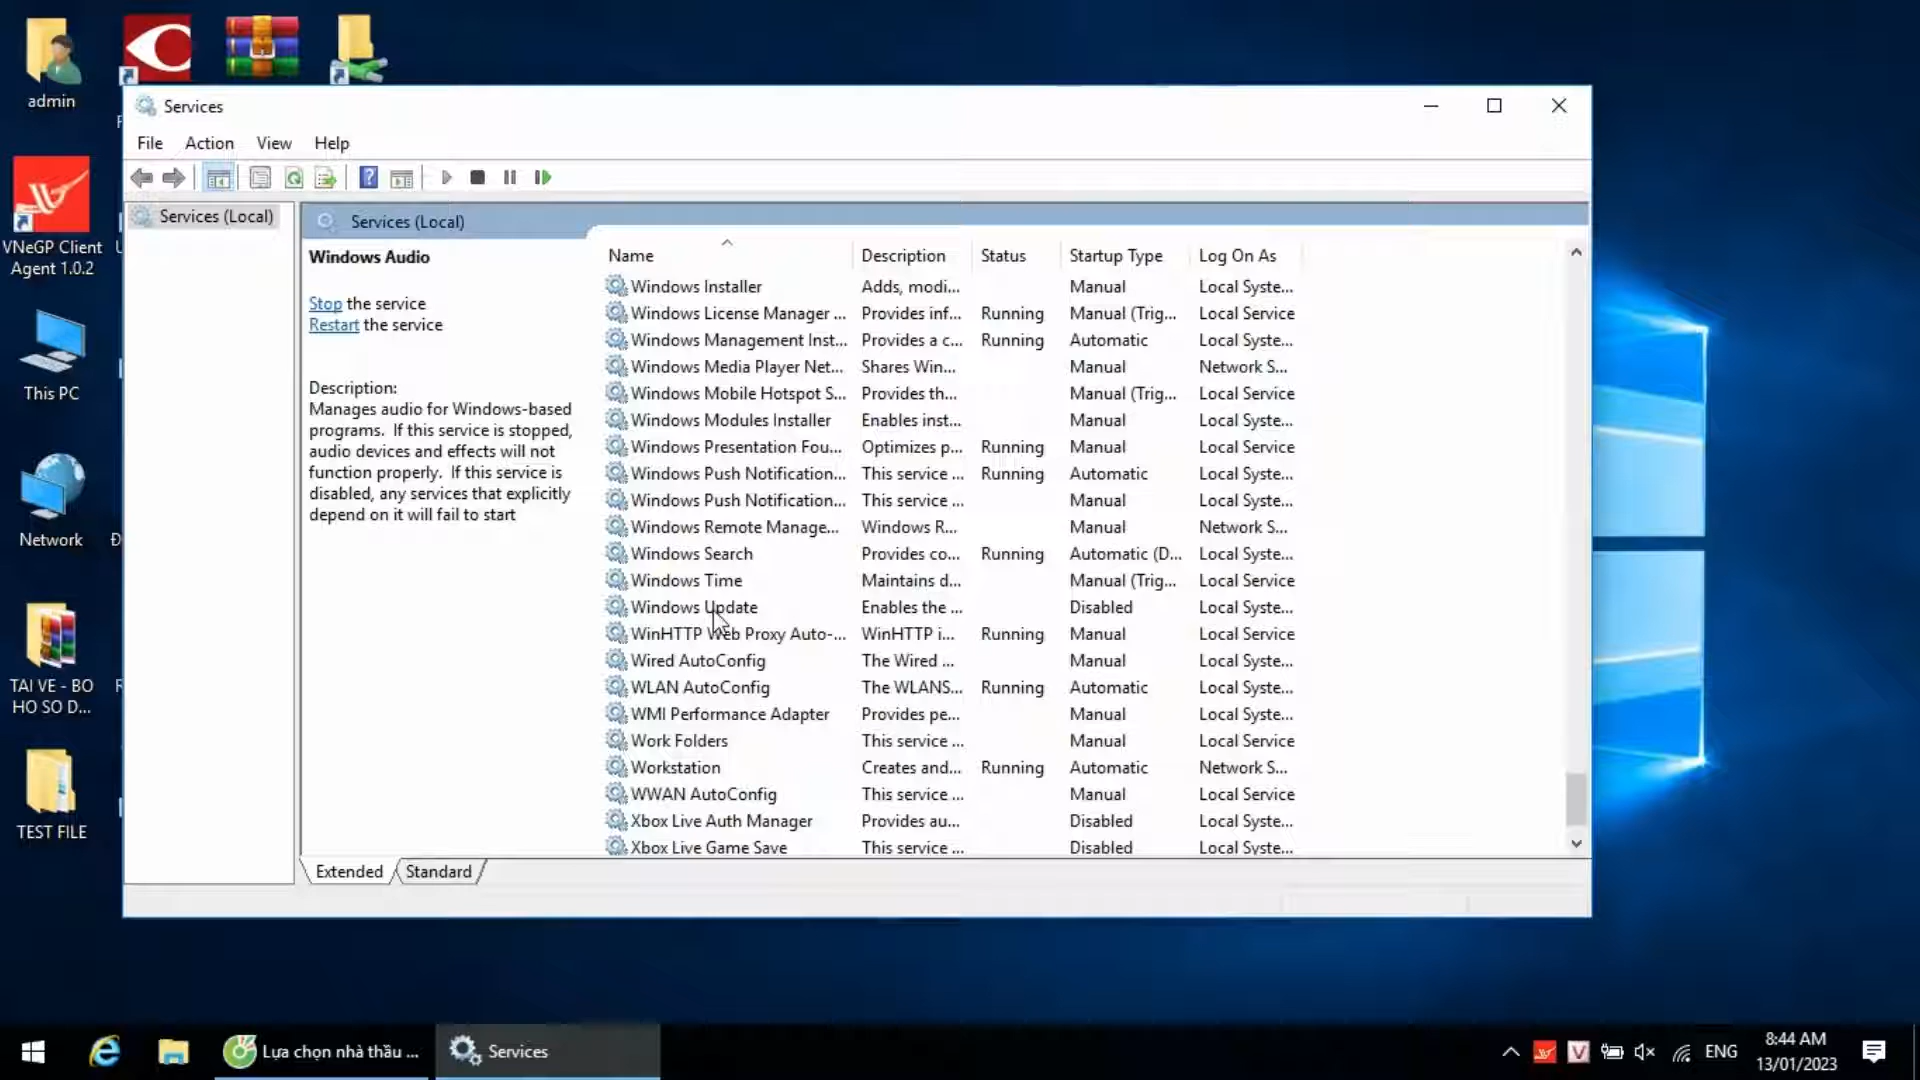 admin
VNeGP Client
Agent 1.0.2
This PC
Network
TAI VE - BO
HO SO D...
TEST FILE
Services
File Action View Help
Services (Local)
Services (Local)
Windows Audio
Stop the service
Restart the service
Description:
Manages audio for Windows-based
programs. If this service is stopped,
audio devices and effects will not
function properly. If this service is
disabled, any services that explicitly
depend on it will fail to start
Name Description Status Startup Type Log On As
Windows Installer Adds, modi... Manual Local Syste...
Windows License Manager ... Provides inf... Running Manual (Trig... Local Service
Windows Management Inst... Provides a c... Running Automatic Local Syste...
Windows Media Player Net... Shares Win... Manual Network S...
Windows Mobile Hotspot S... Provides th... Manual (Trig... Local Service
Windows Modules Installer Enables inst... Manual Local Syste...
Windows Presentation Fou... Optimizes p... Running Manual Local Service
Windows Push Notification... This service ... Running Automatic Local Syste...
Windows Push Notification... This service ... Manual Local Syste...
Windows Remote Manage... Windows R... Manual Network S...
Windows Search Provides co... Running Automatic (D... Local Syste...
Windows Time Maintains d... Manual (Trig... Local Service
Windows Update Enables the ... Disabled Local Syste...
WinHTTP Web Proxy Auto-... WinHTTP i... Running Manual Local Service
Wired AutoConfig The Wired ... Manual Local Syste...
WLAN AutoConfig The WLANS... Running Automatic Local Syste...
WMI Performance Adapter Provides pe... Manual Local Syste...
Work Folders This service ... Manual Local Service
Workstation Creates and... Running Automatic Network S...
WWAN AutoConfig This service ... Manual Local Service
Xbox Live Auth Manager Provides au... Disabled Local Syste...
Xbox Live Game Save This service ... Disabled Local Syste...
Extended Standard
Lựa chọn nhà thầu ...
Services
ENG
8:44 AM
13/01/2023